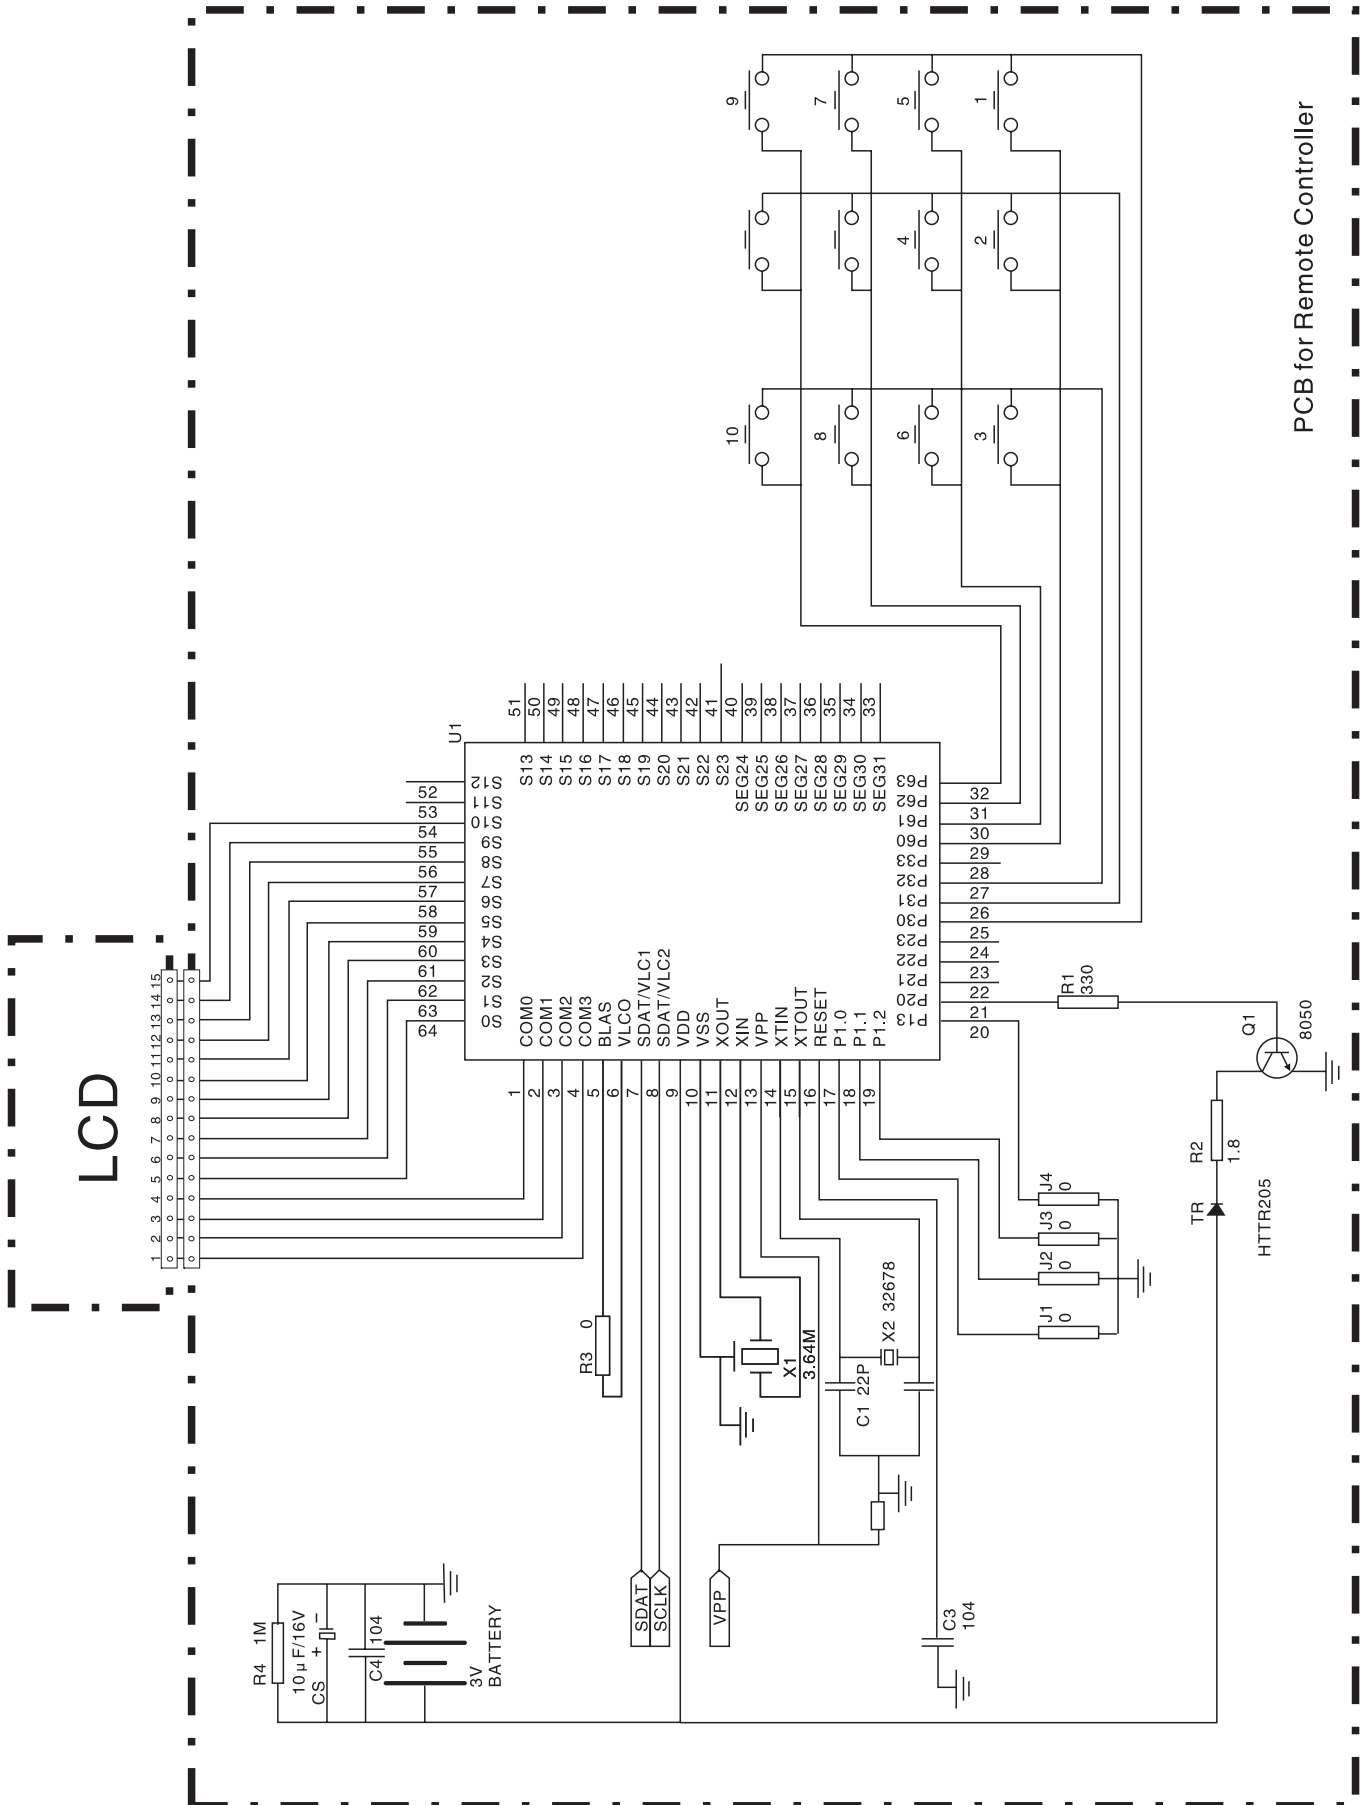 PCB for Remote Controller
LCD
1 2 3 4 5 6 7 8 9 10 11 12 13 14 15
9
7
5
1
4
2
10
8
6
3
U1
51 50 49 48 47 46 45 44 43 42 41 40 39 38 37 36 35 34 33
S13 S14 S15 S16 S17 S18 S19 S20 S21 S22 S23 SEG24 SEG25 SEG26 SEG27 SEG28 SEG29 SEG30 SEG31
S12 S11 S10 S9 S8 S7 S6 S5 S4 S3 S2 S1 S0
52 53 54 55 56 57 58 59 60 61 62 63 64
P63 P62 P61 P60 P33 P32 P31 P30 P23 P22 P21 P20 P13
32 31 30 29 28 27 26 25 24 23 22 21 20
COM0 COM1 COM2 COM3 BLAS VLCO SDAT/VLC1 SDAT/VLC2 VDD VSS XOUT XIN VPP XTIN XTOUT RESET P1.0 P1.1 P1.2
1 2 3 4 5 6 7 8 9 10 11 12 13 14 15 16 17 18 19
R1
330
Q1
8050
R2
1.8
TR
HTTR205
J4
0
J3
0
J2
0
J1
0
R3 0
X1
3.64M
X2 32678
C1 22P
C3
104
VPP
SDAT
SCLK
R4 1M
10μF/16V
CS + −
C4 104
3V
BATTERY